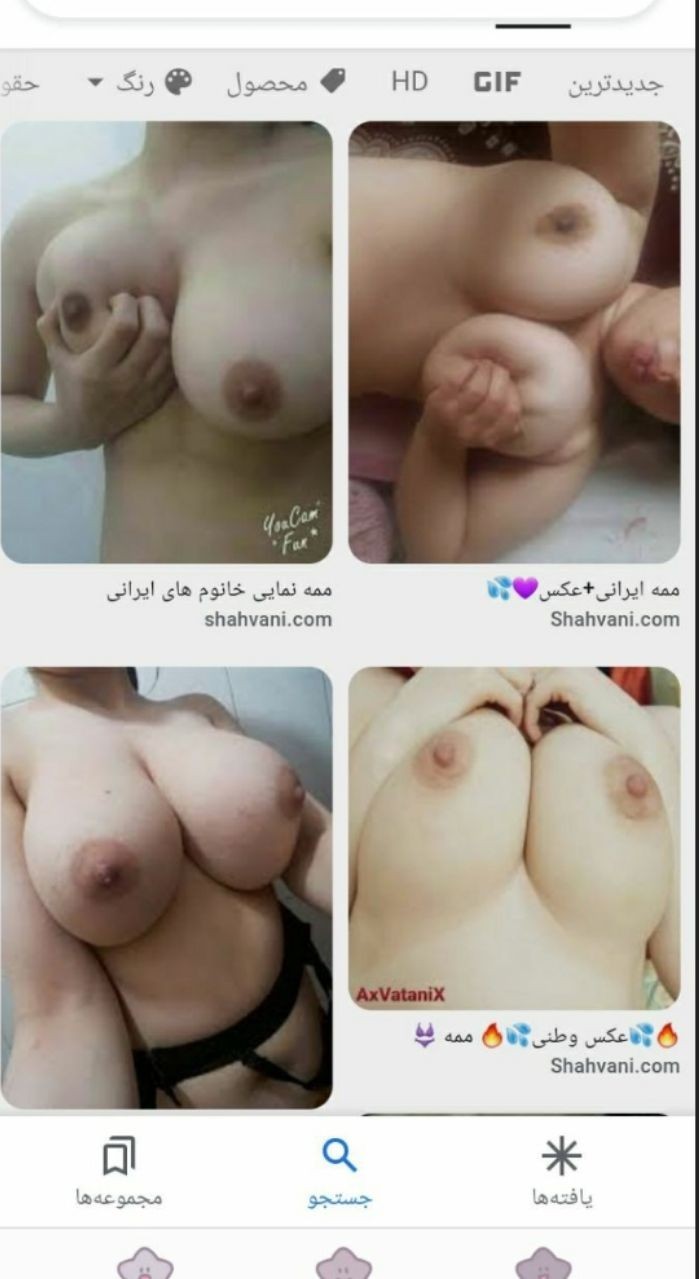 جدیدترین
GIF
HD
محصول
رنگ
حقو
YouCam
Fun
ممه ایرانی+عکس💜💦
Shahvani.com
ممه نمایی خانوم های ایرانی
shahvani.com
AxVataniX
🔥💦عکس وطنی💦🔥 ممه 👙
Shahvani.com
یافته‌ها
جستجو
مجموعه‌ها